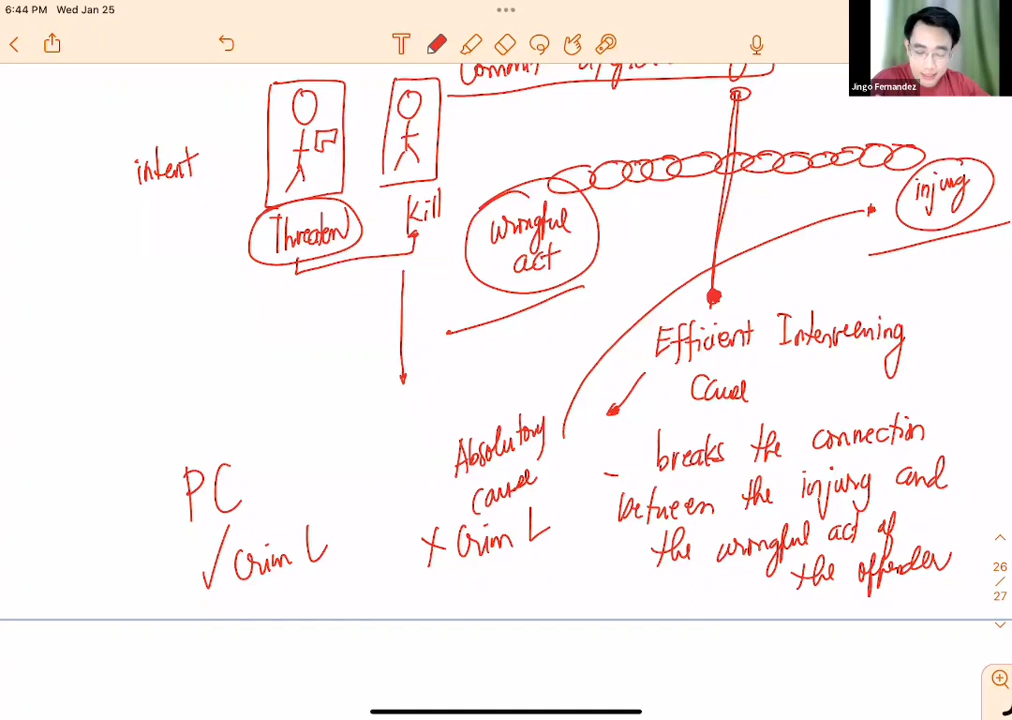 6:44 PM Wed Jan 25
Jingo Fernandez
intent
Threaten
Kill
wrongful
act
injury
Efficient Intervening
Cause
- breaks the connection
between the injury and
the wrongful act of
the offender
Absolutory
cause
X Crim L
PC
✓ Crim L
26
/
27